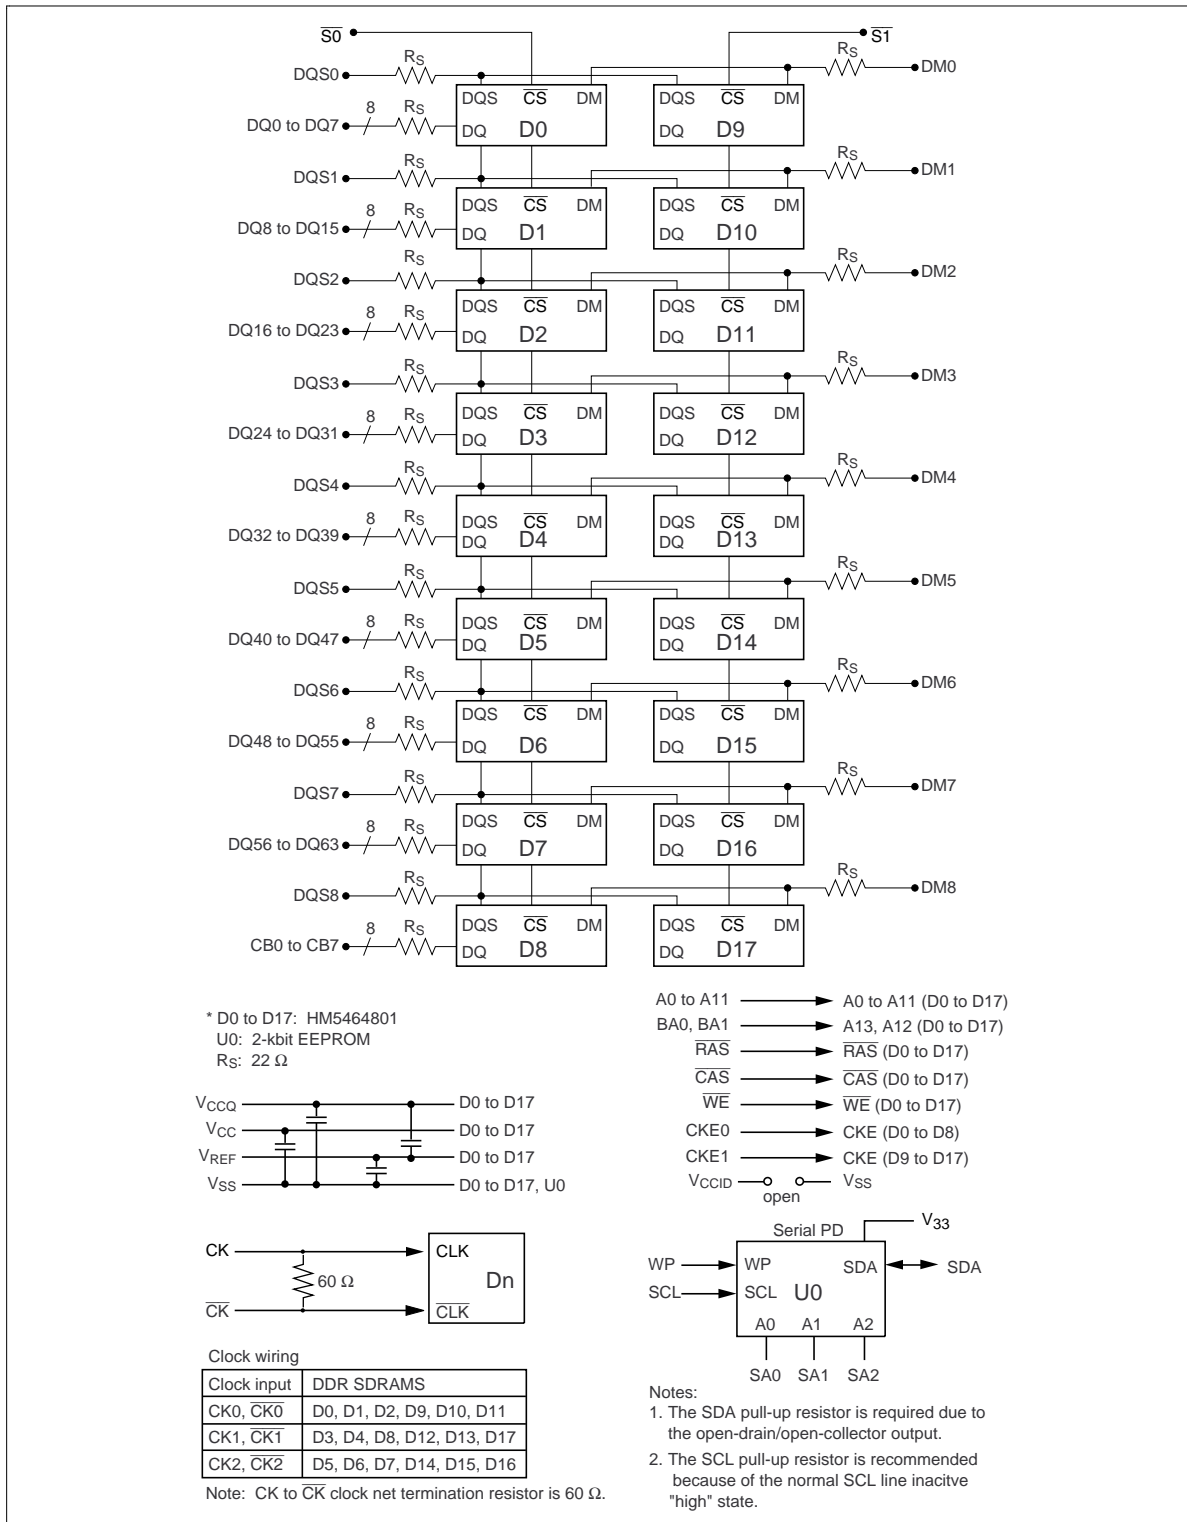 S0 S1
RS RS
DQS0 DM0
DQS CS DM DQS CS DM
8 RS
DQ0 to DQ7 DQ D0 DQ D9
RS RS
DQS1 DM1
DQS CS DM DQS CS DM
8 RS
DQ8 to DQ15 DQ D1 DQ D10
RS RS
DQS2 DM2
DQS CS DM DQS CS DM
8 RS
DQ16 to DQ23 DQ D2 DQ D11
RS RS
DQS3 DM3
DQS CS DM DQS CS DM
8 RS
DQ24 to DQ31 DQ D3 DQ D12
RS RS
DQS4 DM4
DQS CS DM DQS CS DM
8 RS
DQ32 to DQ39 DQ D4 DQ D13
RS RS
DQS5 DM5
DQS CS DM DQS CS DM
8 RS
DQ40 to DQ47 DQ D5 DQ D14
RS RS
DQS6 DM6
DQS CS DM DQS CS DM
8 RS
DQ48 to DQ55 DQ D6 DQ D15
RS RS
DQS7 DM7
DQS CS DM DQS CS DM
8 RS
DQ56 to DQ63 DQ D7 DQ D16
RS RS
DQS8 DM8
DQS CS DM DQS CS DM
8 RS
CB0 to CB7 DQ D8 DQ D17
* D0 to D17: HM5464801
U0: 2-kbit EEPROM
RS: 22 Ω
A0 to A11 A0 to A11 (D0 to D17)
BA0, BA1 A13, A12 (D0 to D17)
RAS RAS (D0 to D17)
CAS CAS (D0 to D17)
WE WE (D0 to D17)
CKE0 CKE (D0 to D8)
CKE1 CKE (D9 to D17)
VCCID open VSS
VCCQ D0 to D17
VCC D0 to D17
VREF D0 to D17
VSS D0 to D17, U0
CK CLK
60 Ω Dn
CK CLK
Serial PD V33
WP WP SDA SDA
SCL SCL U0
A0 A1 A2
SA0 SA1 SA2
Clock wiring
Clock input DDR SDRAMS
CK0, CK0 D0, D1, D2, D9, D10, D11
CK1, CK1 D3, D4, D8, D12, D13, D17
CK2, CK2 D5, D6, D7, D14, D15, D16
Note: CK to CK clock net termination resistor is 60 Ω.
Notes:
1. The SDA pull-up resistor is required due to
the open-drain/open-collector output.
2. The SCL pull-up resistor is recommended
because of the normal SCL line inacitve
"high" state.